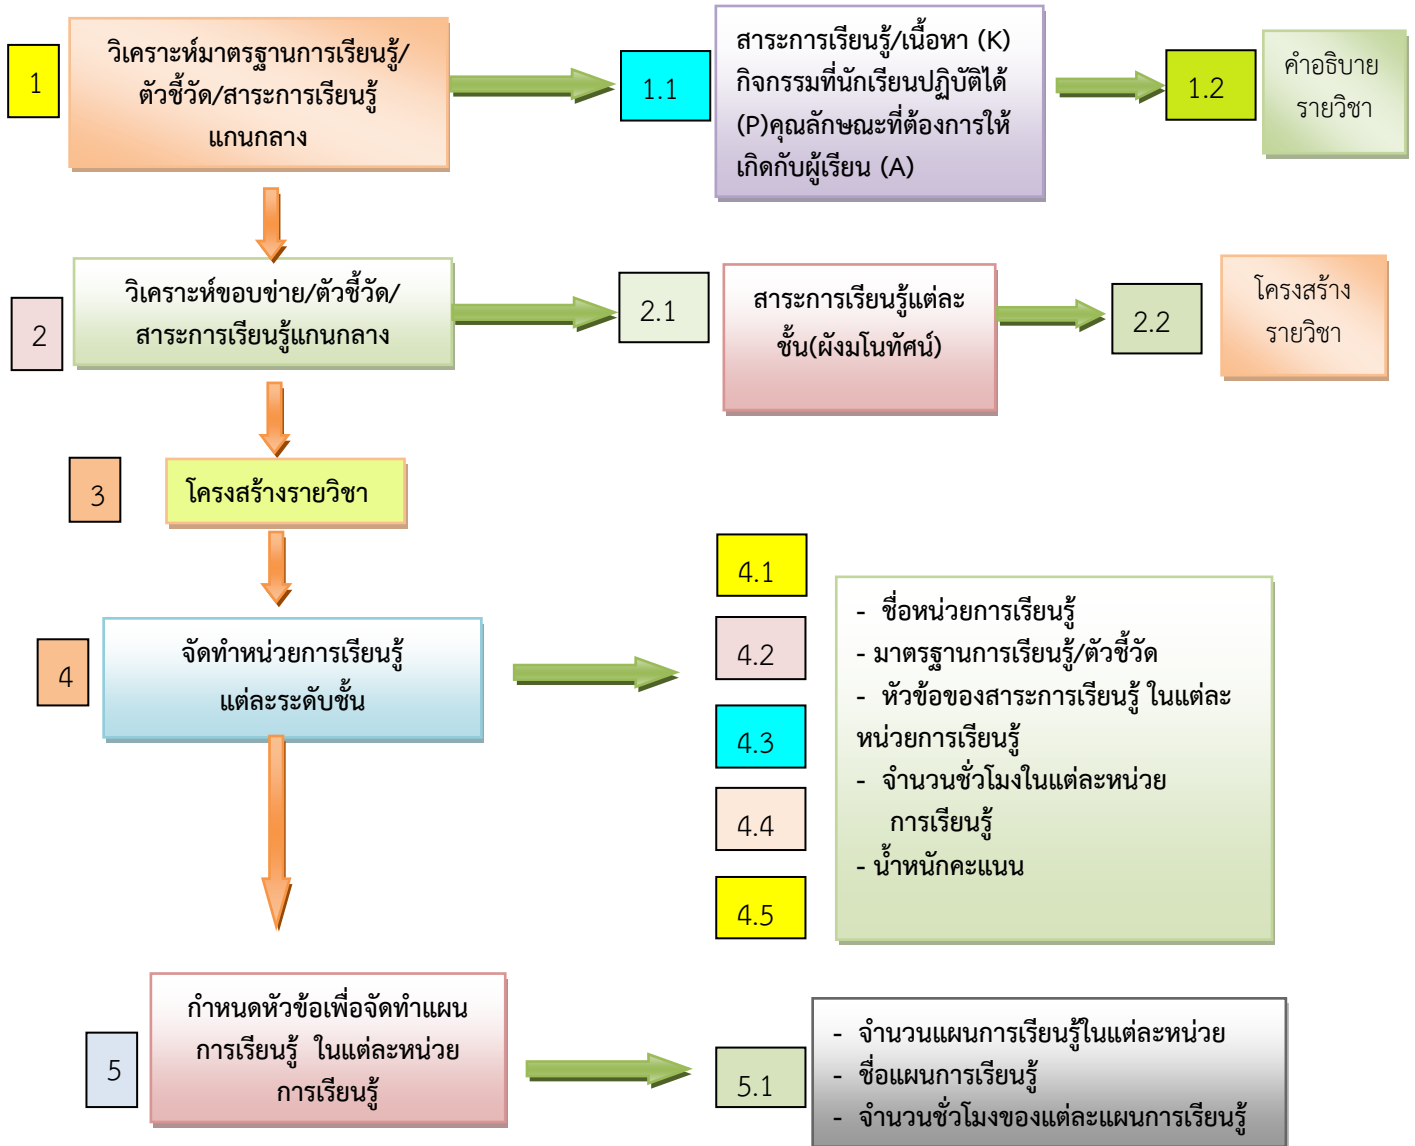 1
วิเคราะห์มาตรฐานการเรียนรู้/
ตัวชี้วัด/สาระการเรียนรู้
แกนกลาง
1.1
สาระการเรียนรู้/เนื้อหา (K)
กิจกรรมที่นักเรียนปฏิบัติได้
(P)คุณลักษณะที่ต้องการให้
เกิดกับผู้เรียน (A)
1.2
คำอธิบาย
รายวิชา
2
วิเคราะห์ขอบข่าย/ตัวชี้วัด/
สาระการเรียนรู้แกนกลาง
2.1
สาระการเรียนรู้แต่ละ
ชั้น(ผังมโนทัศน์)
2.2
โครงสร้าง
รายวิชา
3
โครงสร้างรายวิชา
4
จัดทำหน่วยการเรียนรู้
แต่ละระดับชั้น
4.1
4.2
4.3
4.4
4.5
- ชื่อหน่วยการเรียนรู้
- มาตรฐานการเรียนรู้/ตัวชี้วัด
- หัวข้อของสาระการเรียนรู้ ในแต่ละ
หน่วยการเรียนรู้
- จำนวนชั่วโมงในแต่ละหน่วย
การเรียนรู้
- น้ำหนักคะแนน
5
กำหนดหัวข้อเพื่อจัดทำแผน
การเรียนรู้ ในแต่ละหน่วย
การเรียนรู้
5.1
- จำนวนแผนการเรียนรู้ในแต่ละหน่วย
- ชื่อแผนการเรียนรู้
- จำนวนชั่วโมงของแต่ละแผนการเรียนรู้